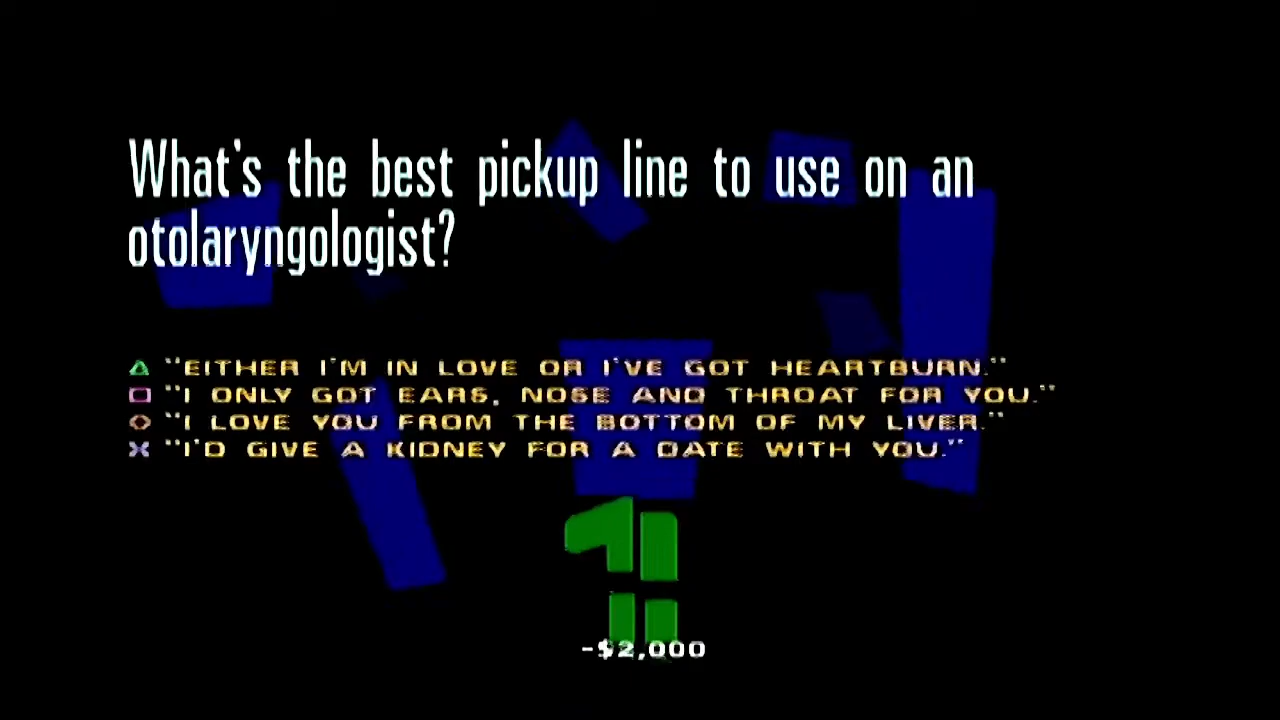 What's the best pickup line to use on an
otolaryngologist?
△ "EITHER I'M IN LOVE OR I'VE GOT HEARTBURN."
□ "I ONLY GOT EARS, NOSE AND THROAT FOR YOU."
○ "I LOVE YOU FROM THE BOTTOM OF MY LIVER."
X "I'D GIVE A KIDNEY FOR A DATE WITH YOU."
-$2,000